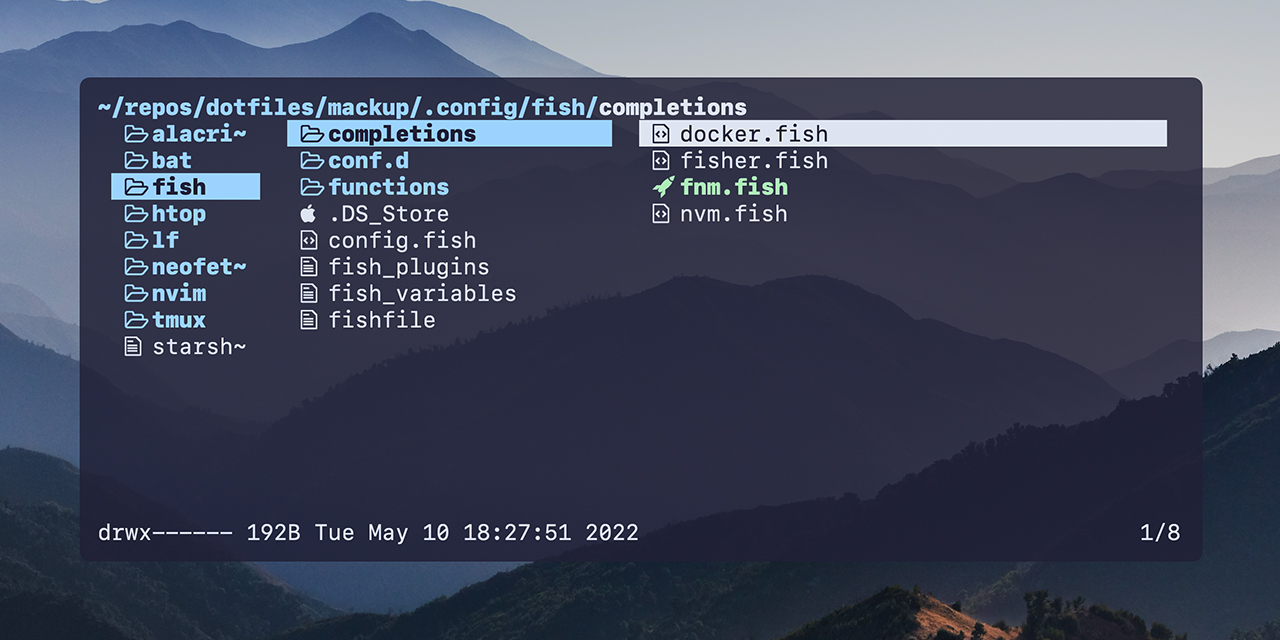 ~/repos/dotfiles/mackup/.config/fish/completions
alacri~ completions docker.fish
bat conf.d fisher.fish
fish functions fnm.fish
htop .DS_Store nvm.fish
lf config.fish
neofet~ fish_plugins
nvim fish_variables
tmux fishfile
starsh~
drwx------ 192B Tue May 10 18:27:51 2022 1/8